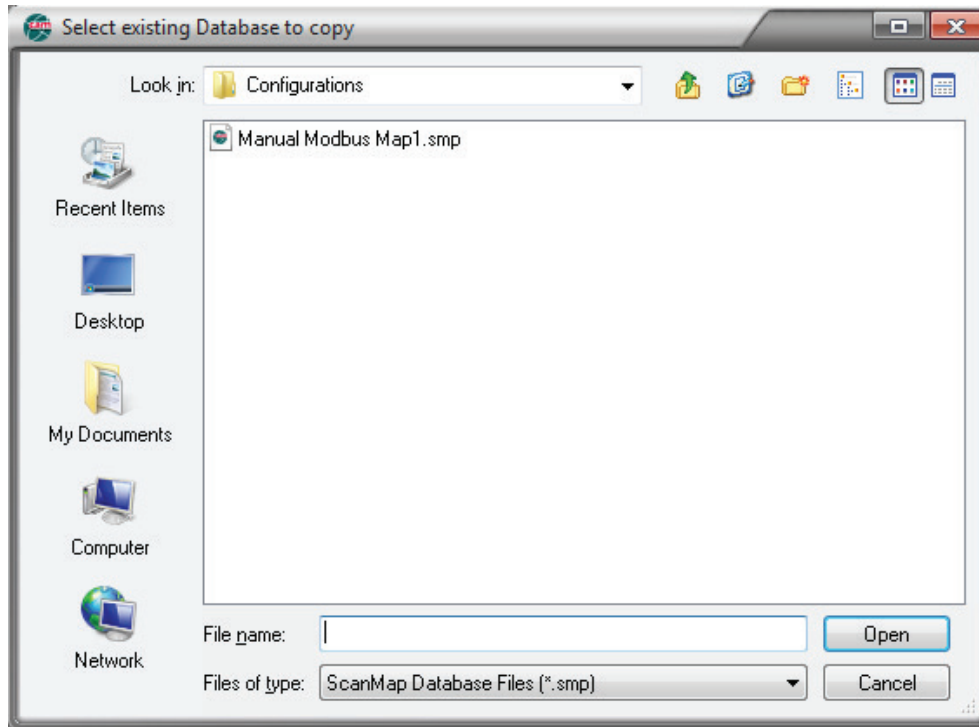 Select existing Database to copy
Look in: Configurations
Manual Modbus Map1.smp
Recent Items
Desktop
My Documents
Computer
Network
File name: Open
Files of type: ScanMap Database Files (*.smp) Cancel